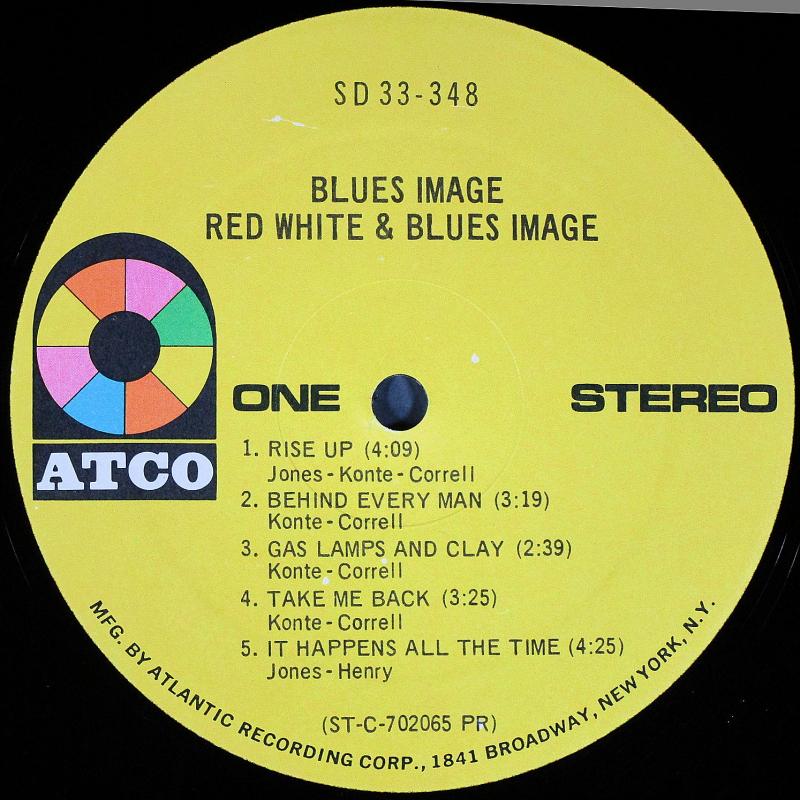 SD 33-348
BLUES IMAGE
RED WHITE & BLUES IMAGE
ONE
STEREO
ATCO
1. RISE UP (4:09)
Jones-Konte-Correll
2. BEHIND EVERY MAN (3:19)
Konte-Correll
3. GAS LAMPS AND CLAY (2:39)
Konte-Correll
4. TAKE ME BACK (3:25)
Konte-Correll
5. IT HAPPENS ALL THE TIME (4:25)
Jones-Henry
(ST-C-702065 PR)
MFG. BY ATLANTIC RECORDING CORP., 1841 BROADWAY, NEW YORK, N.Y.